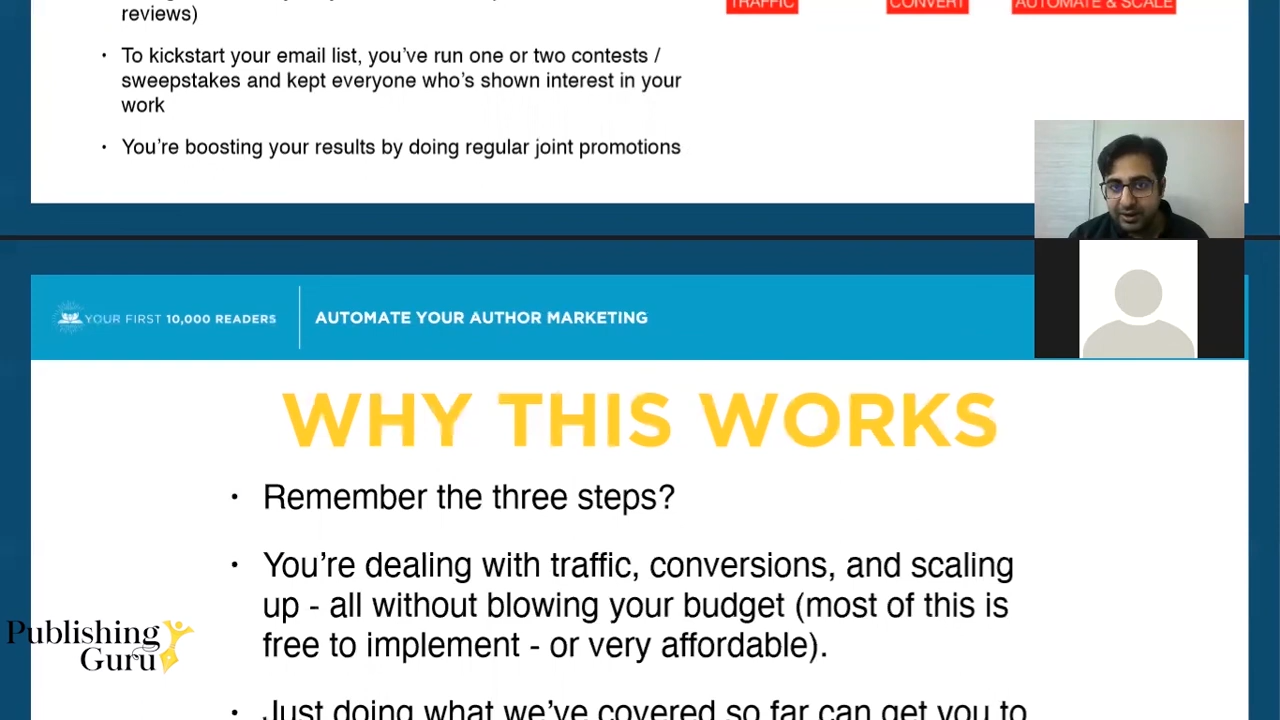 reviews)
TRAFFIC
CONVERT
AUTOMATE & SCALE
· To kickstart your email list, you’ve run one or two contests /
sweepstakes and kept everyone who’s shown interest in your
work
· You’re boosting your results by doing regular joint promotions
YOUR FIRST 10,000 READERS
AUTOMATE YOUR AUTHOR MARKETING
WHY THIS WORKS
· Remember the three steps?
· You’re dealing with traffic, conversions, and scaling
up - all without blowing your budget (most of this is
free to implement - or very affordable).
· Just doing what we’ve covered so far can get you to
Publishing
Guru